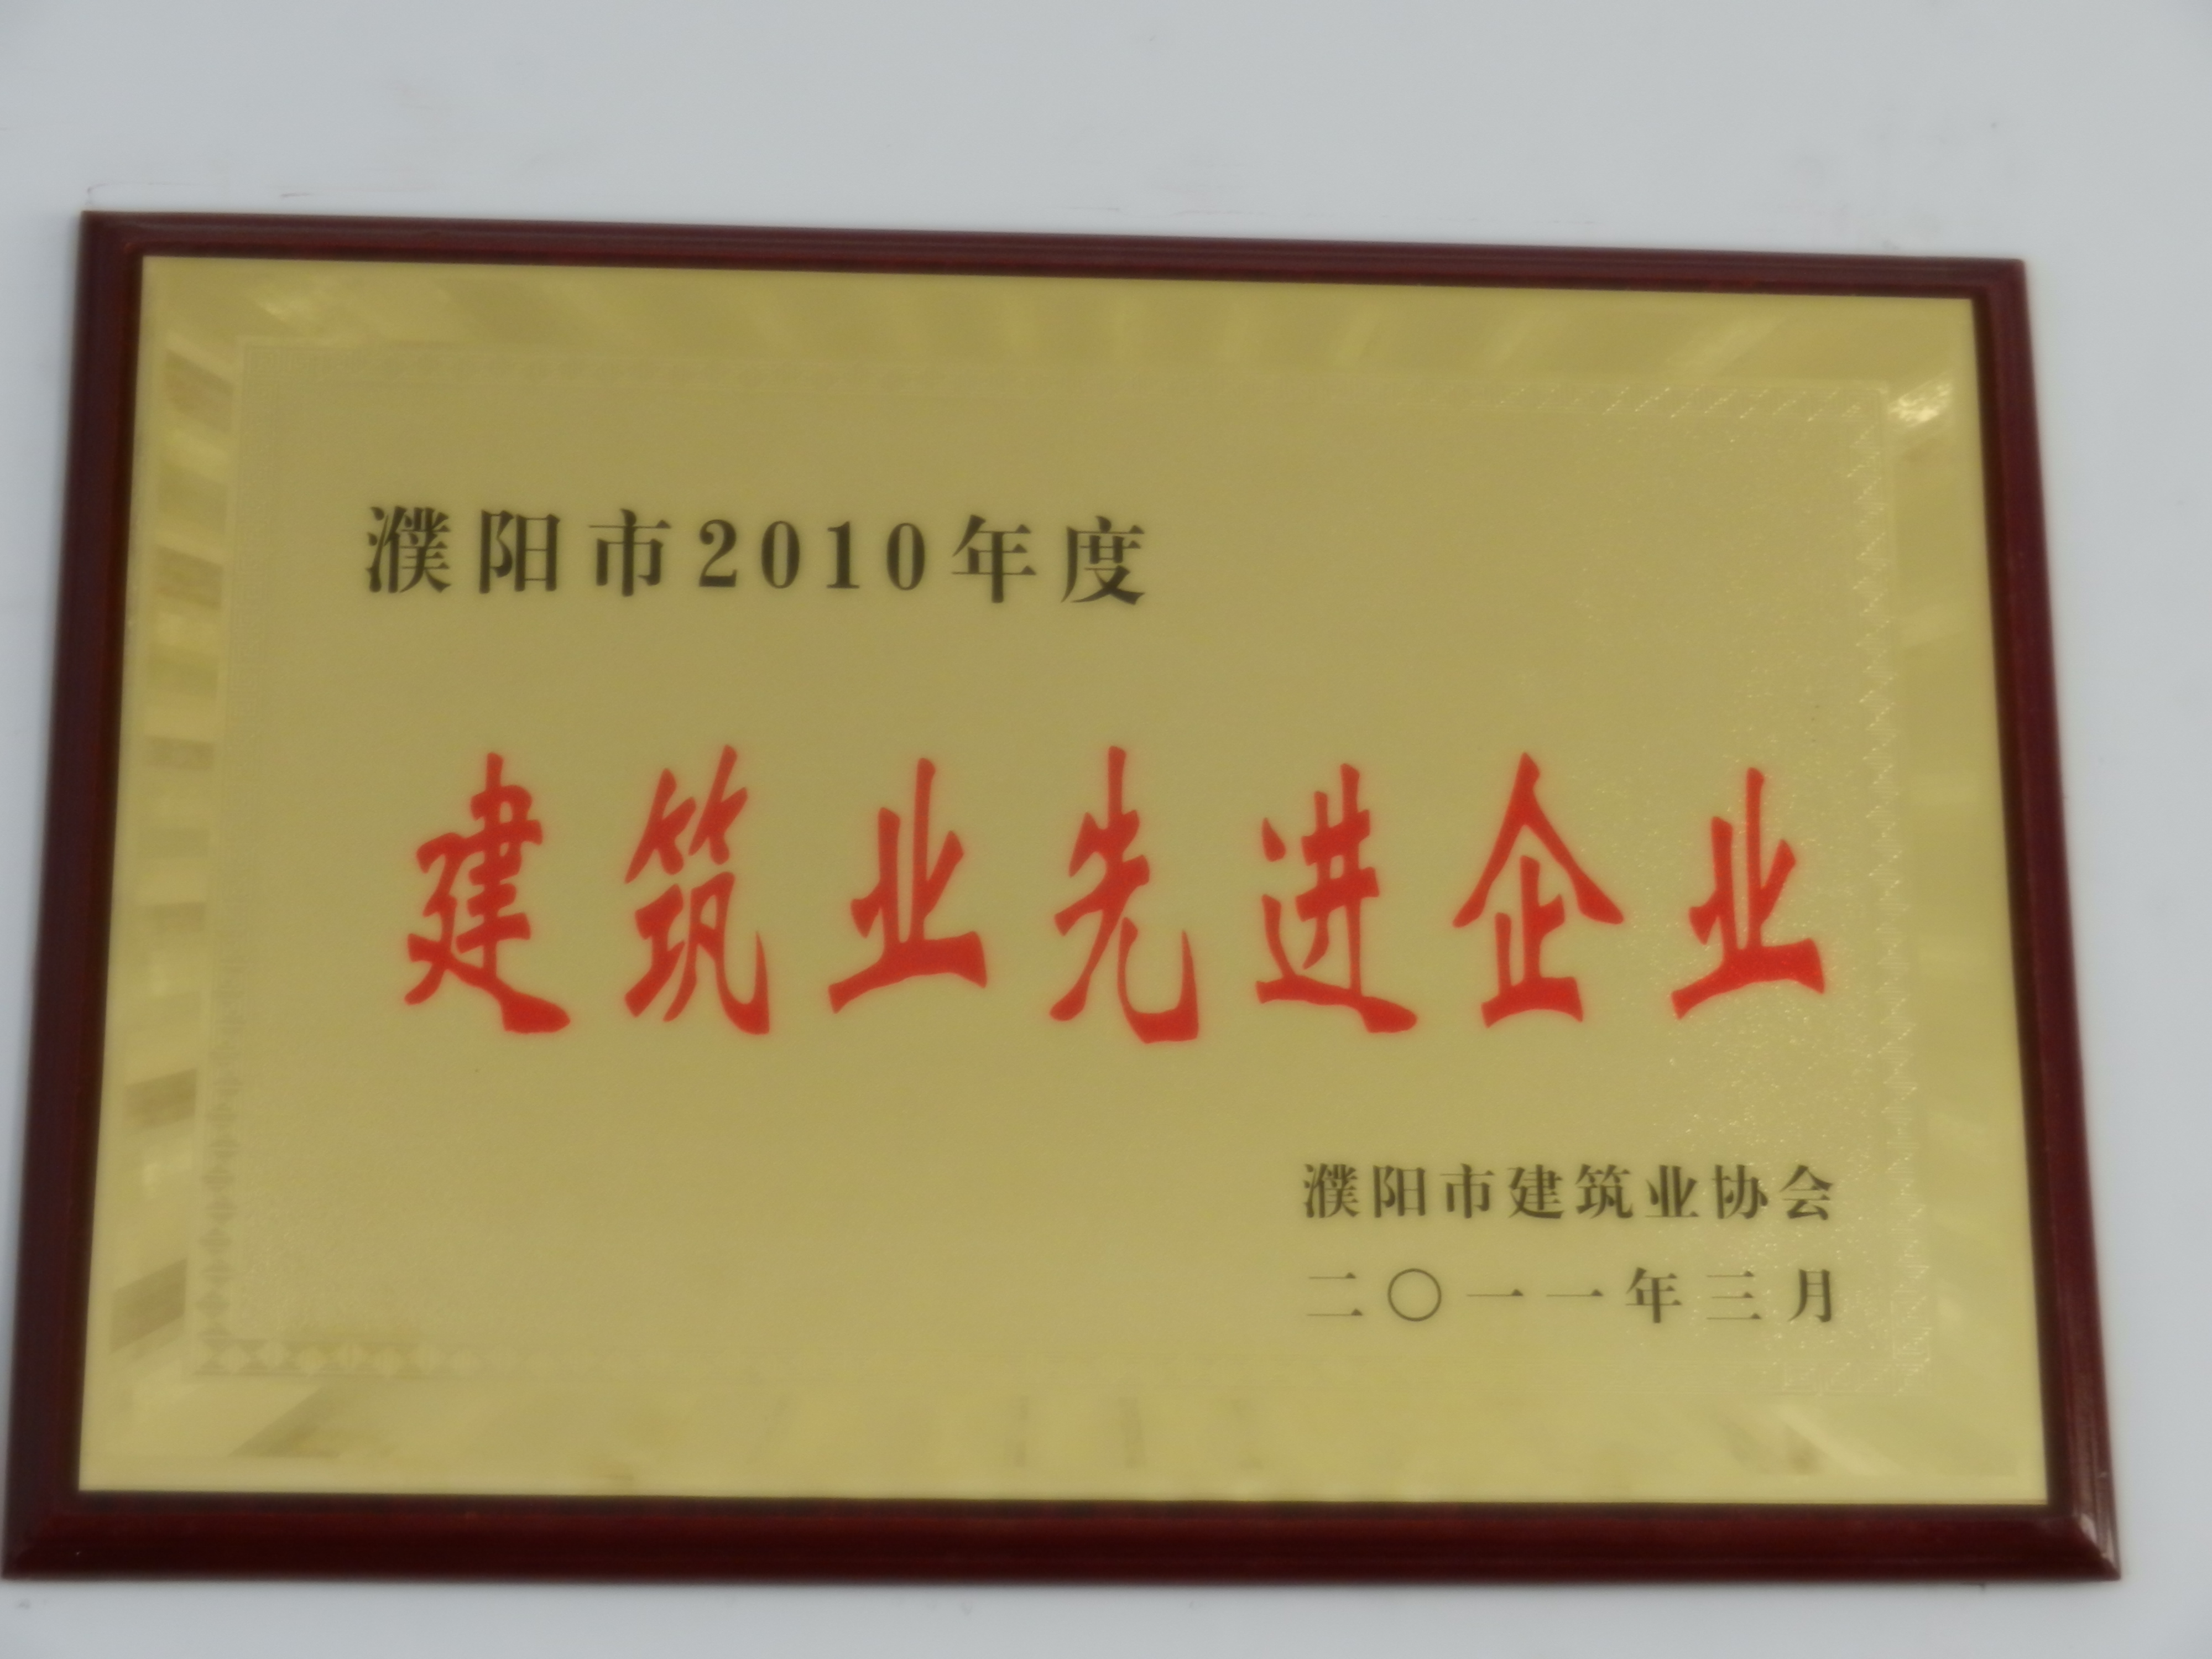 濮阳市2010年度
建筑业先进企业
濮阳市建筑业协会
二〇一一年三月